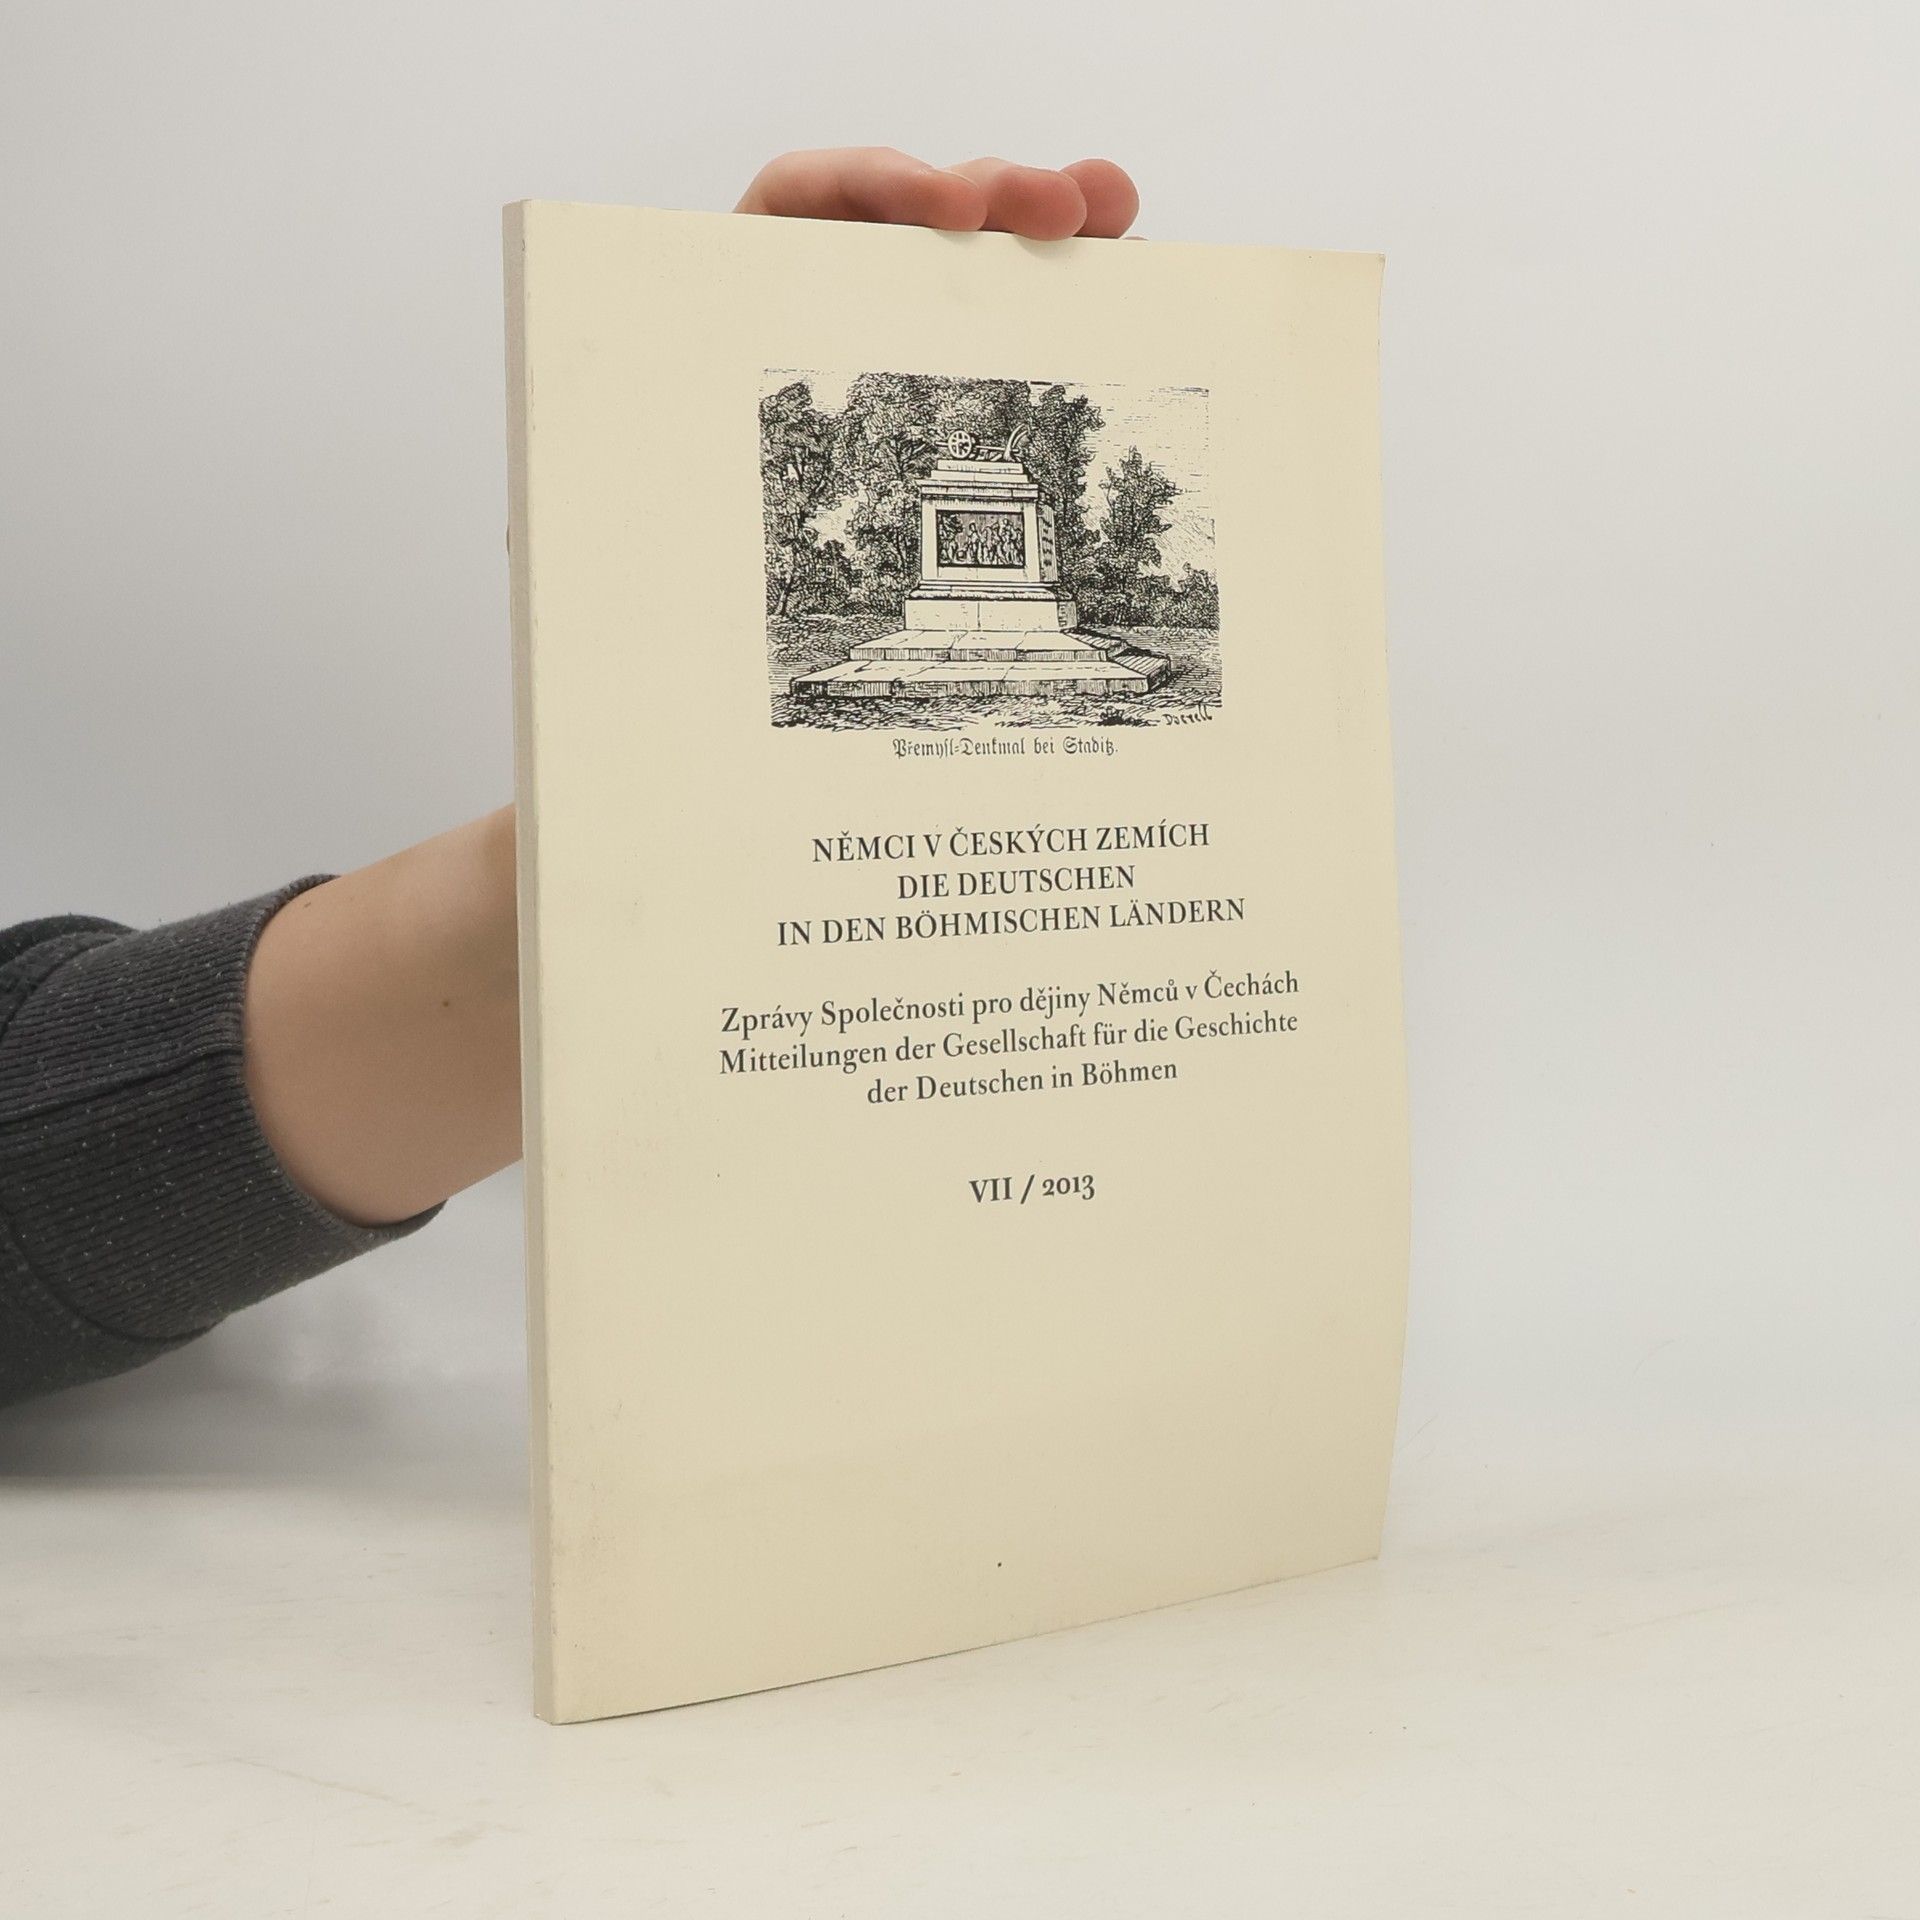 Dorrell
Přemysl-Denkmal bei Staditz.
NĚMCI V ČESKÝCH ZEMÍCH
DIE DEUTSCHEN
IN DEN BÖHMISCHEN LÄNDERN
Zprávy Společnosti pro dějiny Němců v Čechách
Mitteilungen der Gesellschaft für die Geschichte
der Deutschen in Böhmen
VII / 2013